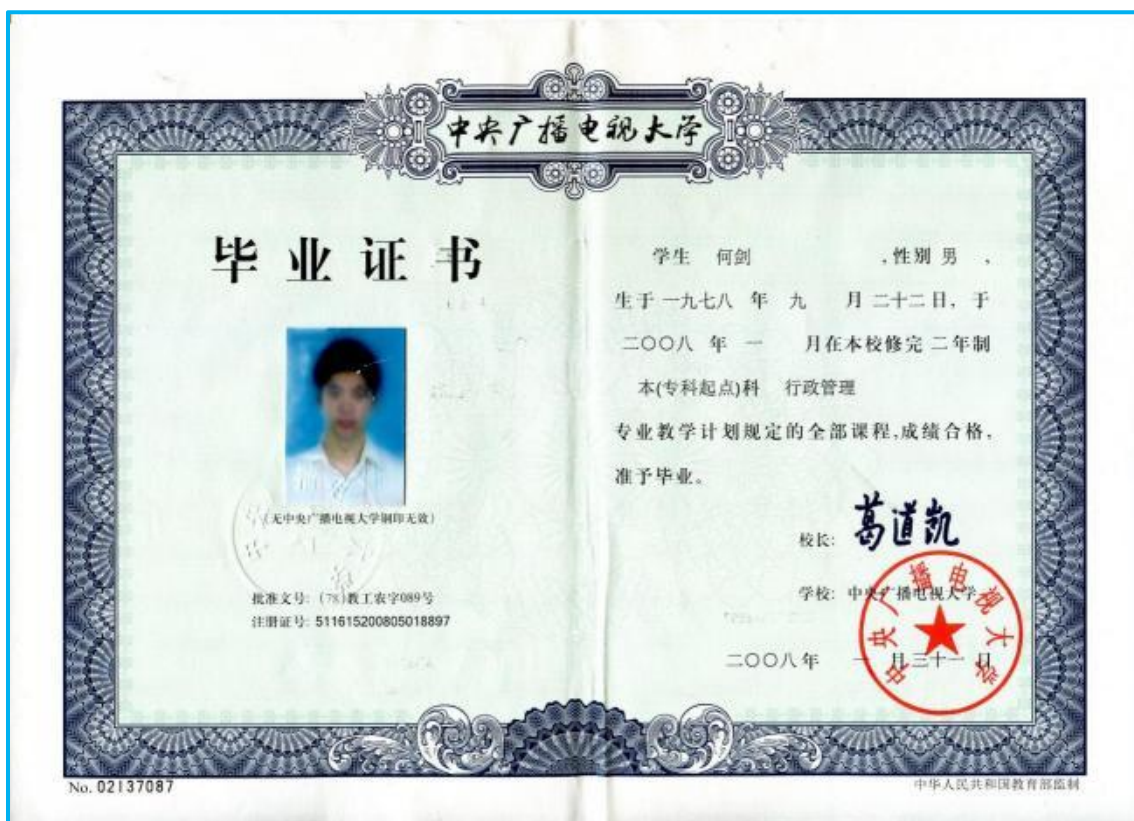 中央广播电视大学
毕业证书
(无中央广播电视大学钢印无效)
批准文号: (78)教工农字089号
注册证号: 511615200805018897
No. 02137087
学生 何剑 ,性别 男 ,
生于 一九七八 年 九 月 二十二 日, 于
二〇〇八 年 一 月在本校修完 二年制
本(专科起点)科 行政管理
专业教学计划规定的全部课程,成绩合格,
准予毕业。
校长: 葛道凯
学校: 中央广播电视大学
二〇〇八 年 一 月三十一日
中央广播电视大学
中华人民共和国教育部监制